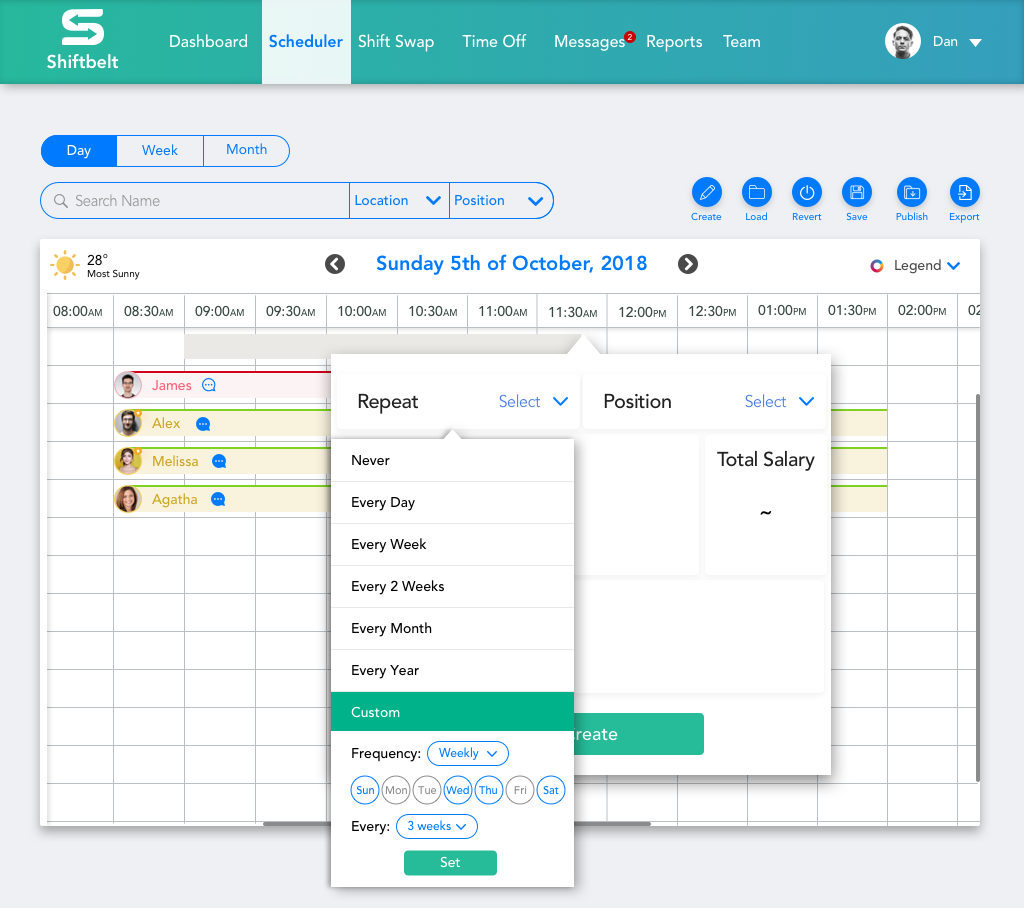 Shiftbelt
Dashboard
Scheduler
Shift Swap
Time Off
Messages 2
Reports
Team
Dan
Day
Week
Month
Search Name
Location
Position
Create
Load
Revert
Save
Publish
Export
28°
Most Sunny
Sunday 5th of October, 2018
Legend
08:00AM 08:30AM 09:00AM 09:30AM 10:00AM 10:30AM 11:00AM 11:30AM 12:00PM 12:30PM 01:00PM 01:30PM 02:00PM
James
Alex
Melissa
Agatha
Repeat
Select
Position
Select
Total Salary
~
Never
Every Day
Every Week
Every 2 Weeks
Every Month
Every Year
Custom
Frequency: Weekly
Sun Mon Tue Wed Thu Fri Sat
Every: 3 weeks
Set
reate